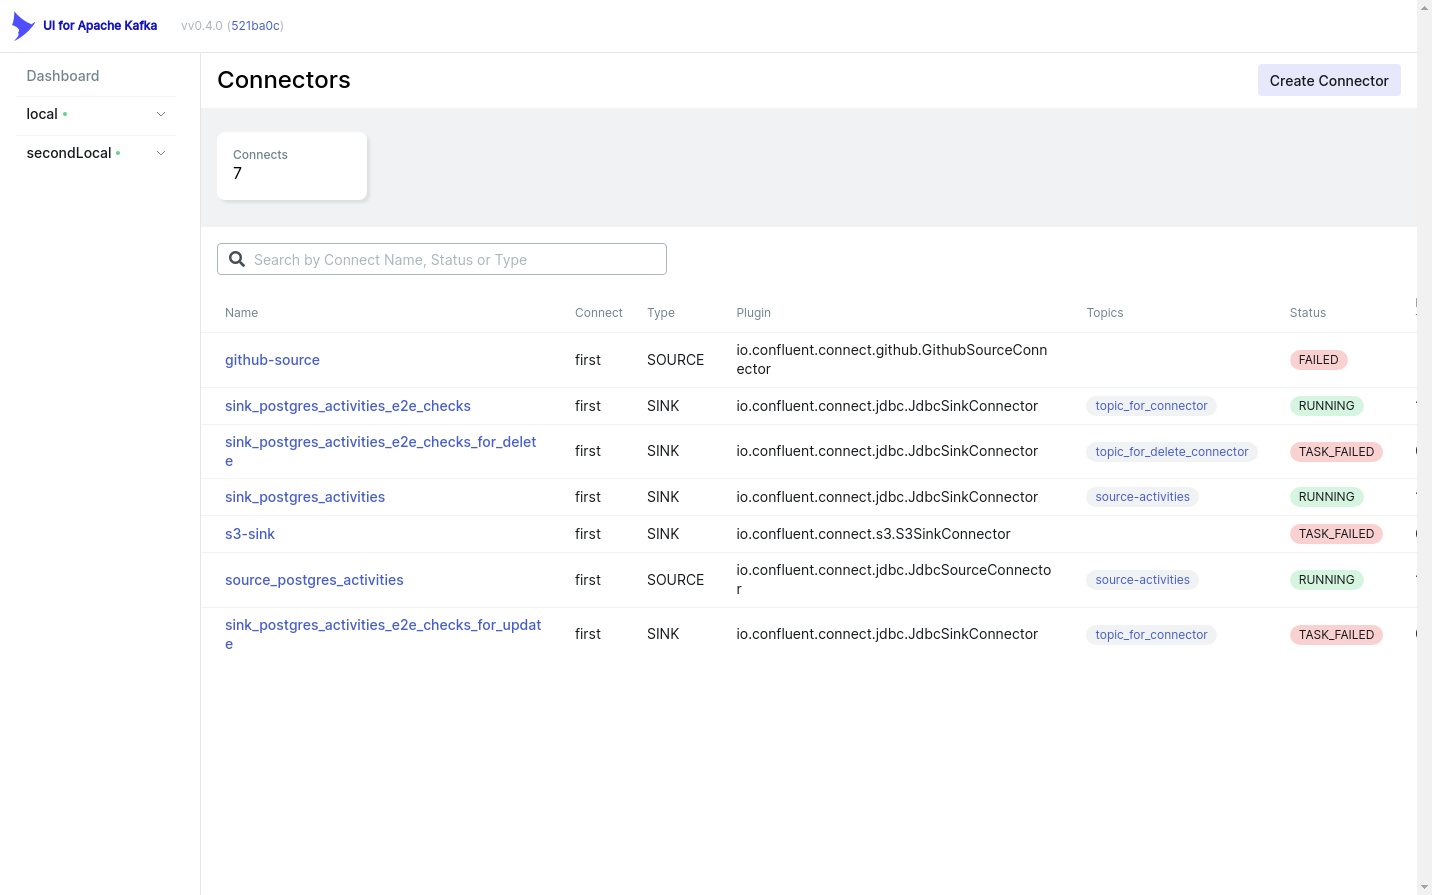 UI for Apache Kafka
vv0.4.0 (521ba0c)
Dashboard
local
secondLocal
Connectors
Create Connector
Connects
7
Search by Connect Name, Status or Type
Name Connect Type Plugin Topics Status
github-source first SOURCE io.confluent.connect.github.GithubSourceConn
ector FAILED
sink_postgres_activities_e2e_checks first SINK io.confluent.connect.jdbc.JdbcSinkConnector topic_for_connector RUNNING
sink_postgres_activities_e2e_checks_for_delet
e first SINK io.confluent.connect.jdbc.JdbcSinkConnector topic_for_delete_connector TASK_FAILED
sink_postgres_activities first SINK io.confluent.connect.jdbc.JdbcSinkConnector source-activities RUNNING
s3-sink first SINK io.confluent.connect.s3.S3SinkConnector TASK_FAILED
source_postgres_activities first SOURCE io.confluent.connect.jdbc.JdbcSourceConnecto
r source-activities RUNNING
sink_postgres_activities_e2e_checks_for_updat
e first SINK io.confluent.connect.jdbc.JdbcSinkConnector topic_for_connector TASK_FAILED